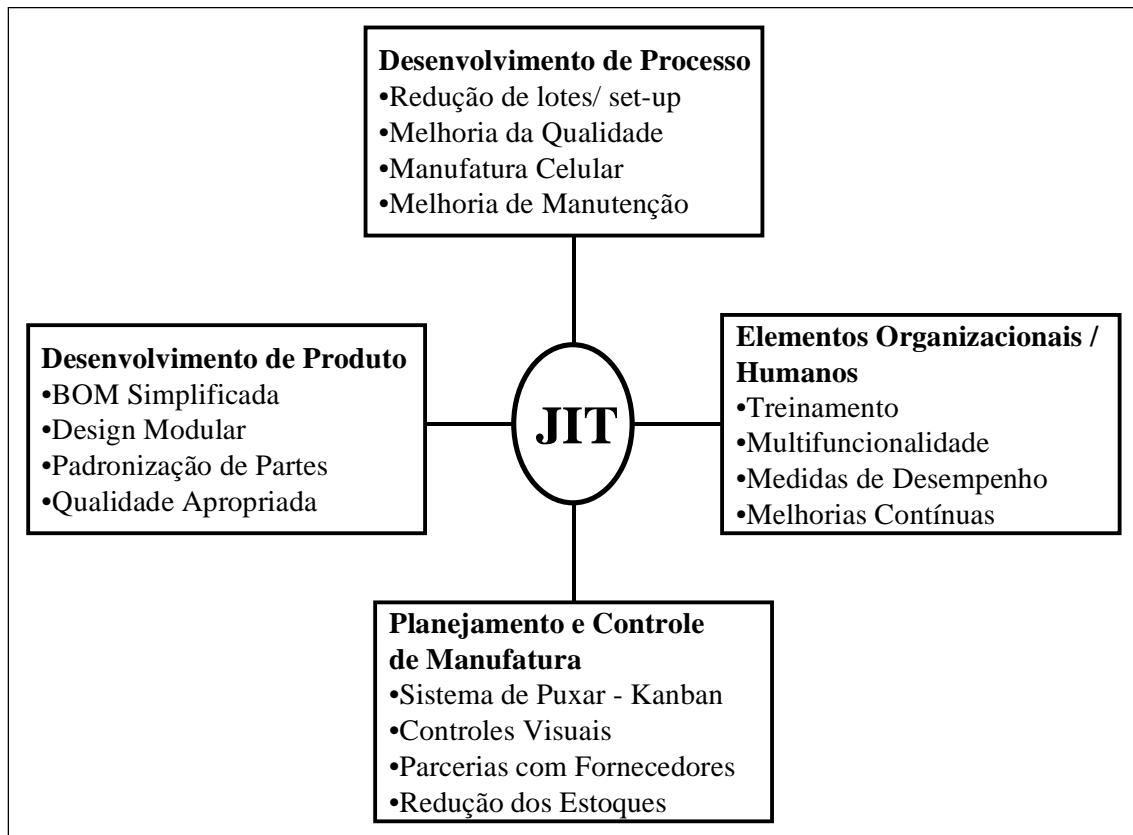 Desenvolvimento de Processo
•Redução de lotes/ set-up
•Melhoria da Qualidade
•Manufatura Celular
•Melhoria de Manutenção
Desenvolvimento de Produto
•BOM Simplificada
•Design Modular
•Padronização de Partes
•Qualidade Apropriada
JIT
Elementos Organizacionais /
Humanos
•Treinamento
•Multifuncionalidade
•Medidas de Desempenho
•Melhorias Contínuas
Planejamento e Controle
de Manufatura
•Sistema de Puxar - Kanban
•Controles Visuais
•Parcerias com Fornecedores
•Redução dos Estoques